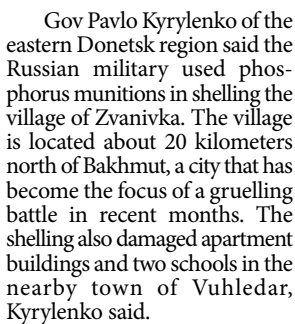 Gov Pavlo Kyrylenko of the
eastern Donetsk region said the
Russian military used phos-
phorus munitions in shelling the
village of Zvanivka. The village
is located about 20 kilometers
north of Bakhmut, a city that has
become the focus of a gruelling
battle in recent months. The
shelling also damaged apartment
buildings and two schools in the
nearby town of Vuhledar,
Kyrylenko said.